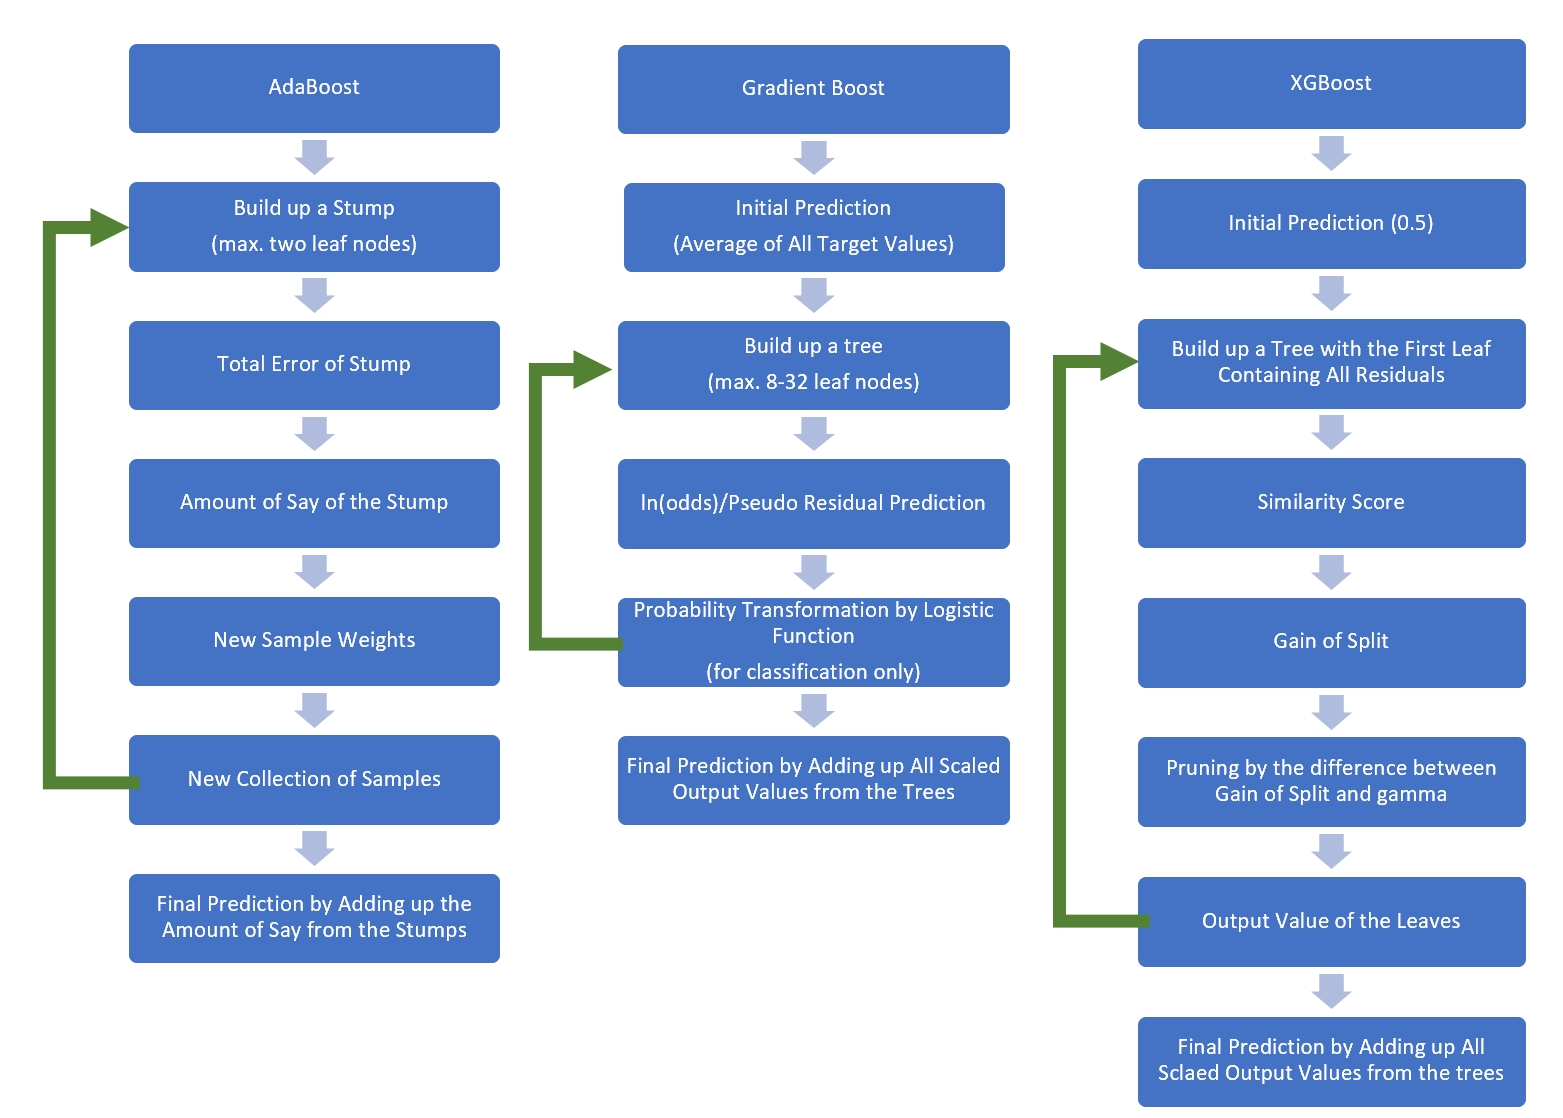 AdaBoost
Build up a Stump
(max. two leaf nodes)
Total Error of Stump
Amount of Say of the Stump
New Sample Weights
New Collection of Samples
Final Prediction by Adding up the
Amount of Say from the Stumps
Gradient Boost
Initial Prediction
(Average of All Target Values)
Build up a tree
(max. 8-32 leaf nodes)
ln(odds)/Pseudo Residual Prediction
Probability Transformation by Logistic
Function
(for classification only)
Final Prediction by Adding up All Scaled
Output Values from the Trees
XGBoost
Initial Prediction (0.5)
Build up a Tree with the First Leaf
Containing All Residuals
Similarity Score
Gain of Split
Pruning by the difference between
Gain of Split and gamma
Output Value of the Leaves
Final Prediction by Adding up All
Sclaed Output Values from the trees